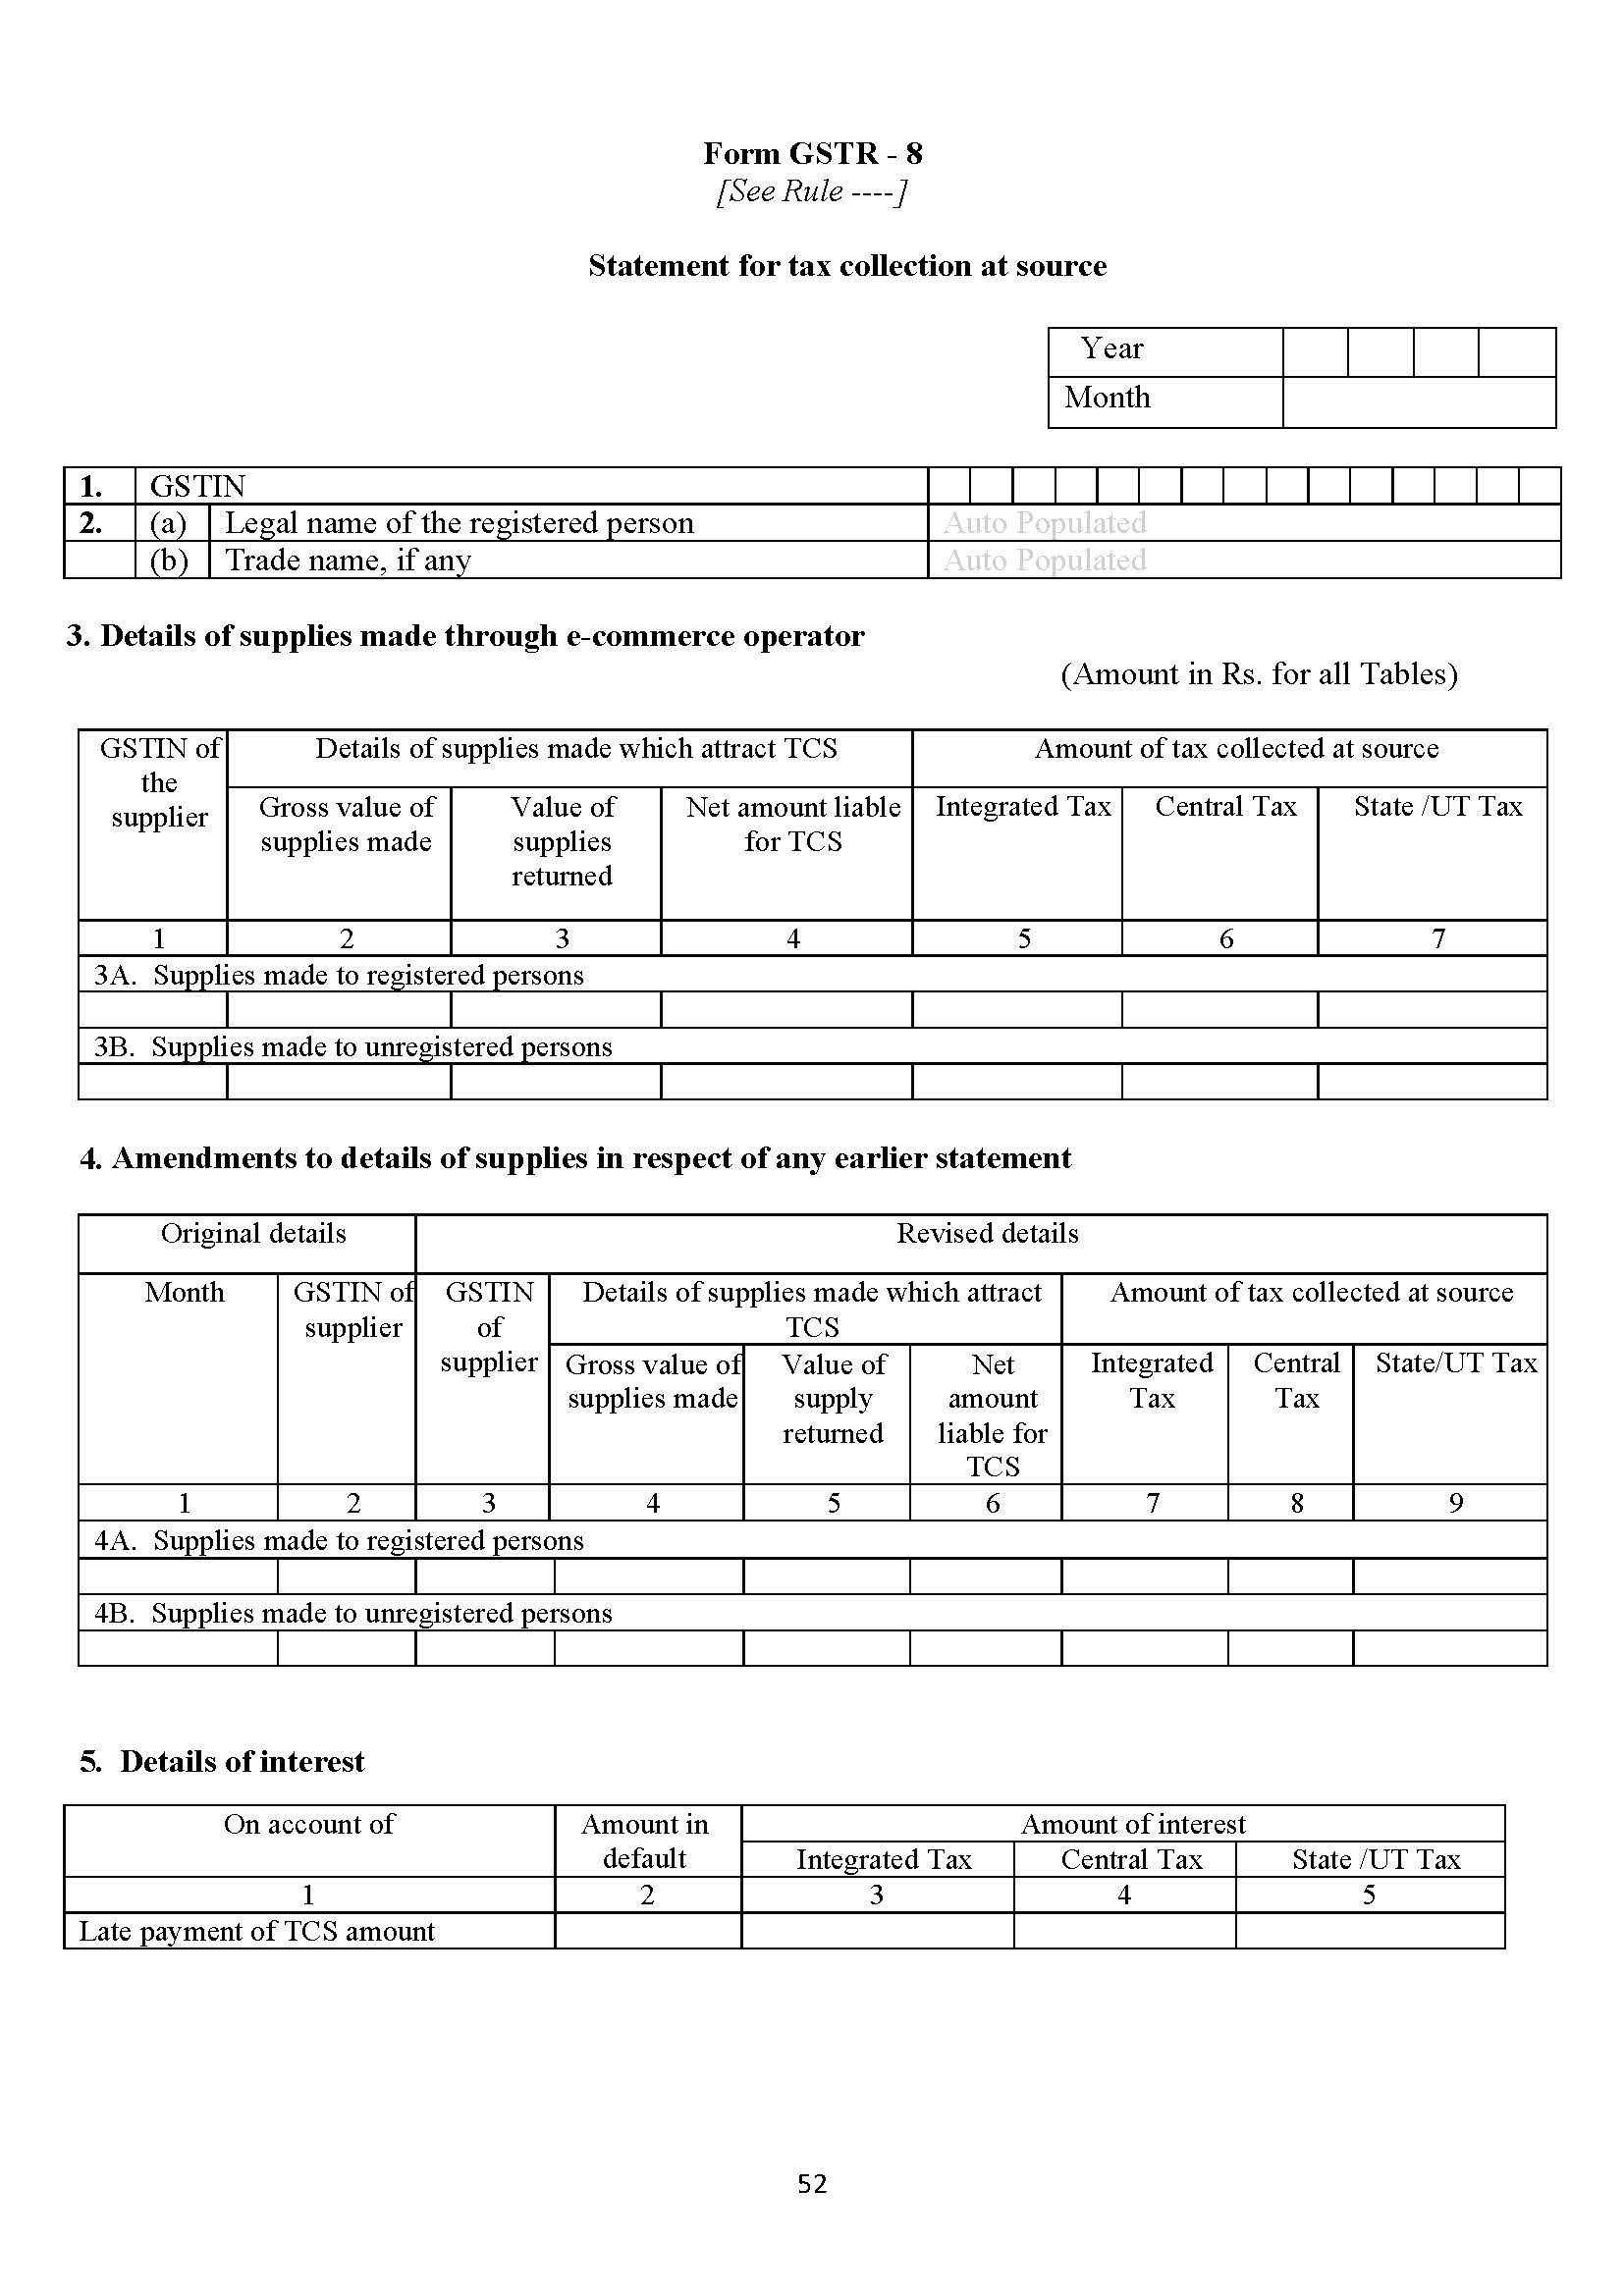 Form GSTR - 8
[See Rule ----]
Statement for tax collection at source
Year
Month
1. GSTIN
2. (a) Legal name of the registered person Auto Populated
(b) Trade name, if any Auto Populated
3. Details of supplies made through e-commerce operator
(Amount in Rs. for all Tables)
GSTIN of the supplier
Details of supplies made which attract TCS
Amount of tax collected at source
Gross value of supplies made
Value of supplies returned
Net amount liable for TCS
Integrated Tax
Central Tax
State /UT Tax
1 2 3 4 5 6 7
3A. Supplies made to registered persons
3B. Supplies made to unregistered persons
4. Amendments to details of supplies in respect of any earlier statement
Original details
Revised details
Month
GSTIN of supplier
GSTIN of supplier
Details of supplies made which attract TCS
Amount of tax collected at source
Gross value of supplies made
Value of supply returned
Net amount liable for TCS
Integrated Tax
Central Tax
State/UT Tax
1 2 3 4 5 6 7 8 9
4A. Supplies made to registered persons
4B. Supplies made to unregistered persons
5. Details of interest
On account of
Amount in default
Amount of interest
Integrated Tax
Central Tax
State /UT Tax
1 2 3 4 5
Late payment of TCS amount
52